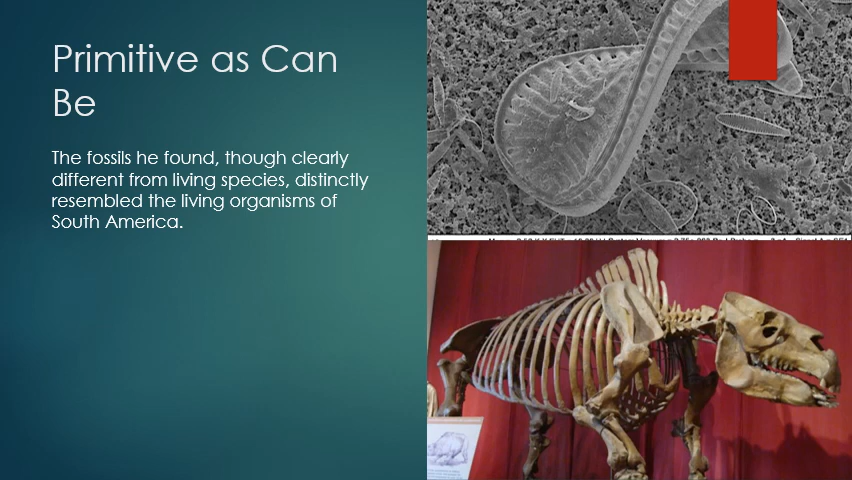 Primitive as Can
Be
The fossils he found, though clearly
different from living species, distinctly
resembled the living organisms of
South America.